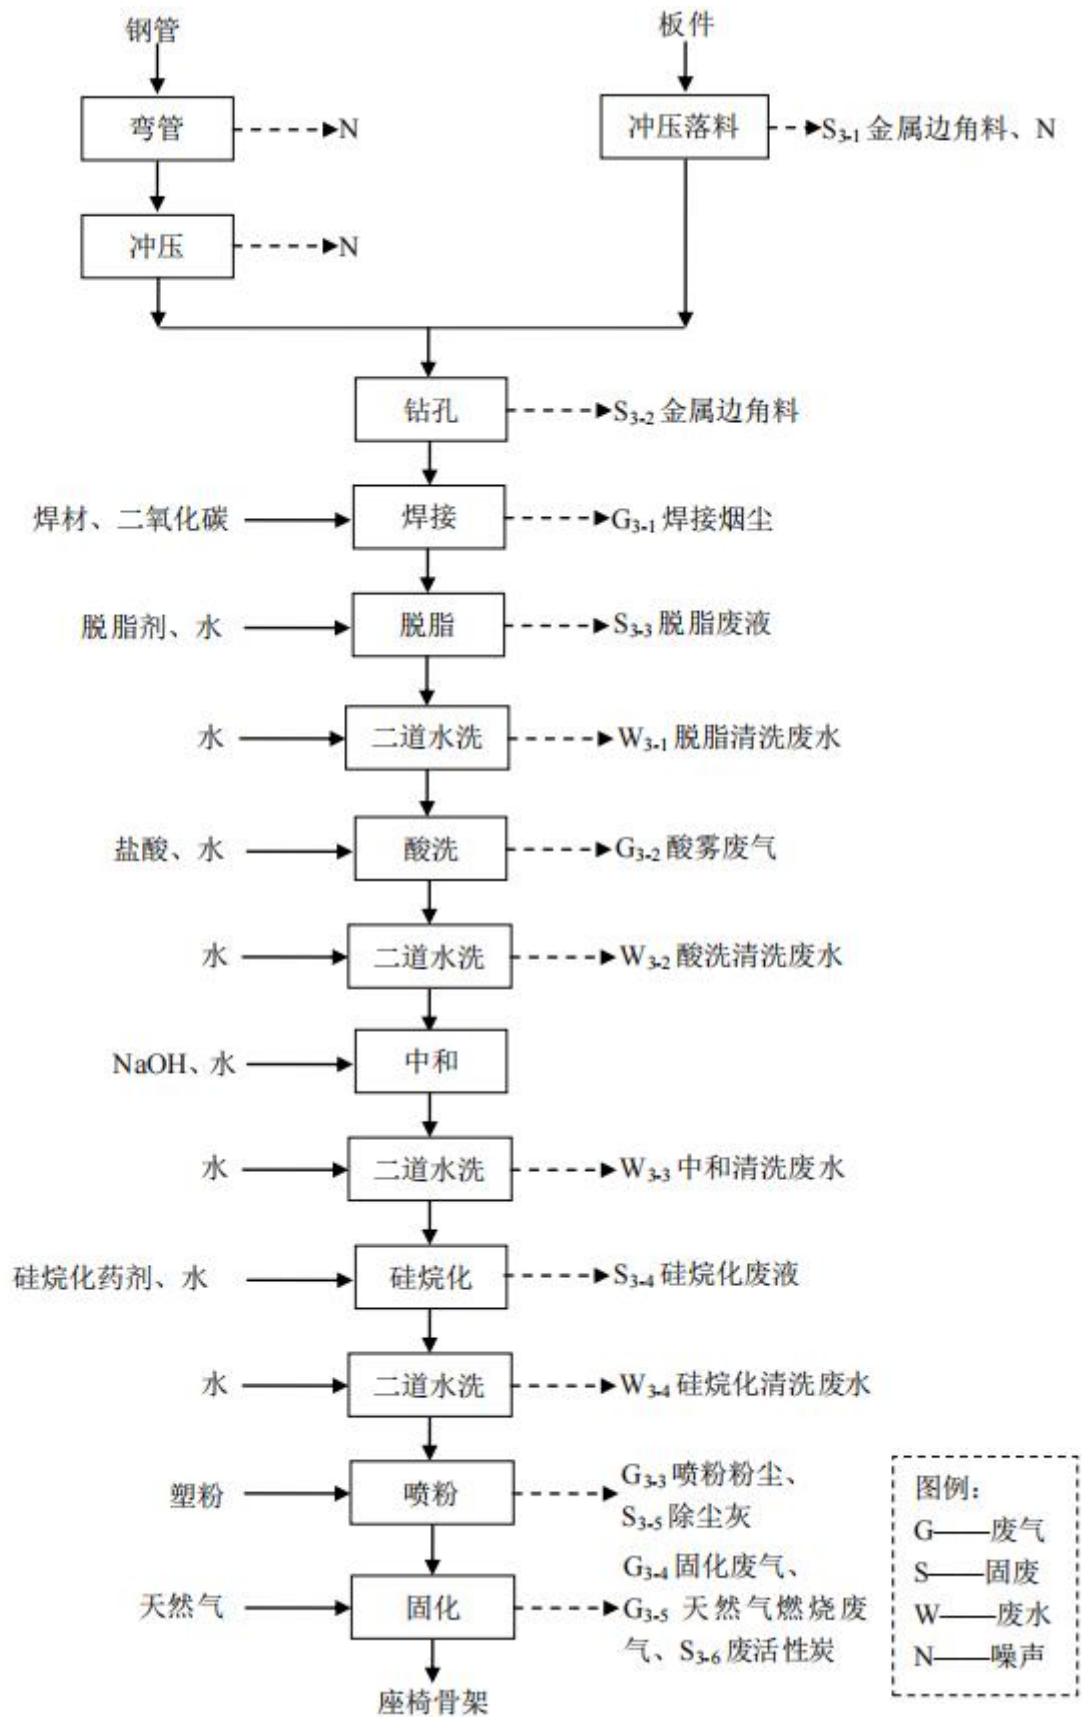 钢管
板件
弯管
N
冲压落料
S3-1 金属边角料、N
冲压
N
钻孔
S3-2 金属边角料
焊材、二氧化碳
焊接
G3-1 焊接烟尘
脱脂剂、水
脱脂
S3-3 脱脂废液
水
二道水洗
W3-1 脱脂清洗废水
盐酸、水
酸洗
G3-2 酸雾废气
水
二道水洗
W3-2 酸洗清洗废水
NaOH、水
中和
水
二道水洗
W3-3 中和清洗废水
硅烷化药剂、水
硅烷化
S3-4 硅烷化废液
水
二道水洗
W3-4 硅烷化清洗废水
塑粉
喷粉
G3-3 喷粉粉尘、
S3-5 除尘灰
天然气
固化
G3-4 固化废气、
G3-5 天然气燃烧废
气、S3-6 废活性炭
座椅骨架
图例：
G——废气
S——固废
W——废水
N——噪声